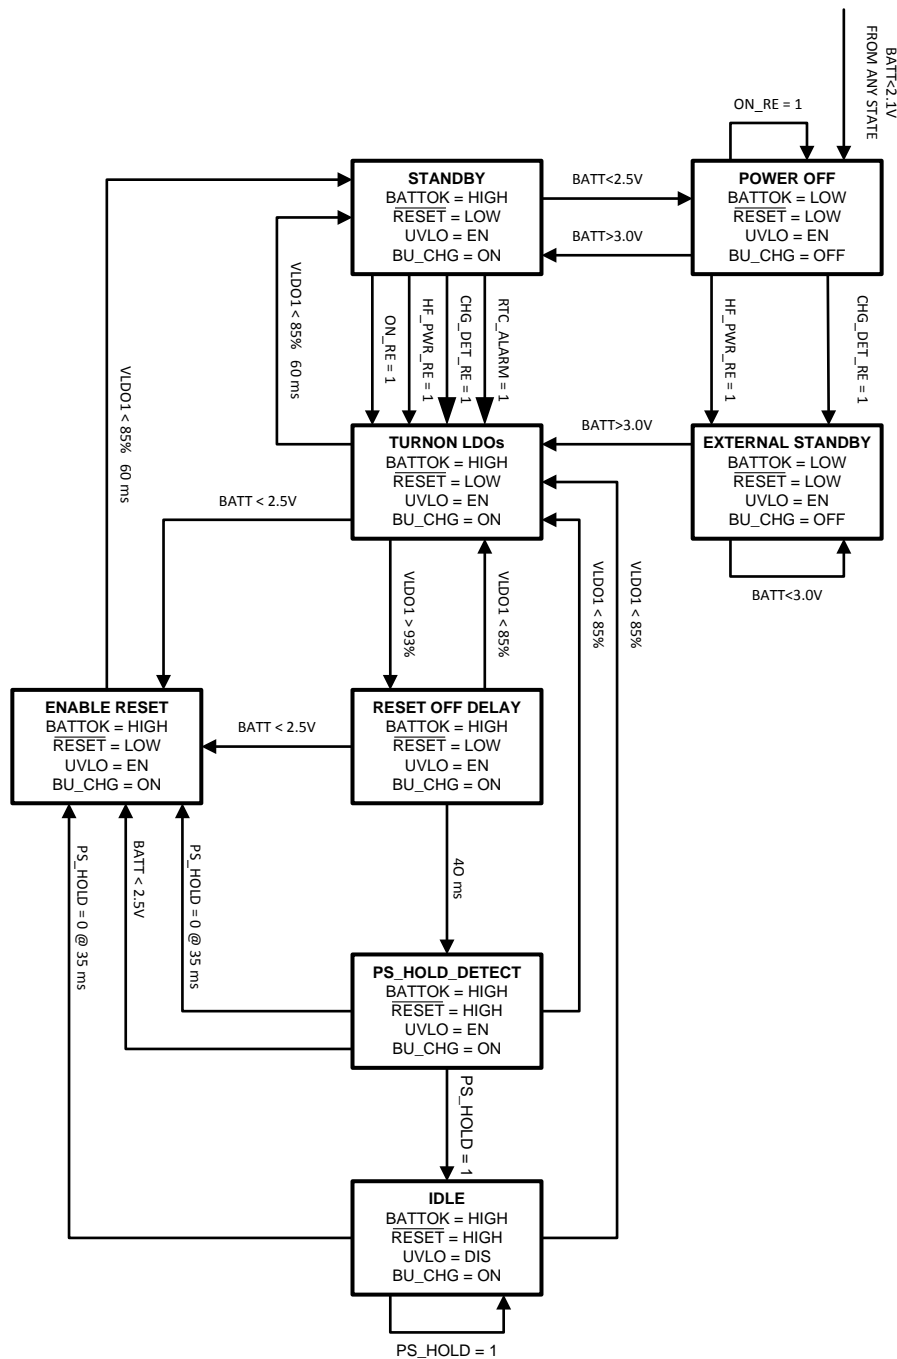 BATT<2.1V
FROM ANY STATE
ON_RE = 1
STANDBY
BATTOK = HIGH
RESET = LOW
UVLO = EN
BU_CHG = ON
BATT<2.5V
BATT>3.0V
POWER OFF
BATTOK = LOW
RESET = LOW
UVLO = EN
BU_CHG = OFF
VLDO1 < 85% 60 ms
VLDO1 < 85% 60 ms
ON_RE = 1
HF_PWR_RE = 1
CHG_DET_RE = 1
RTC_ALARM = 1
HF_PWR_RE = 1
CHG_DET_RE = 1
TURNON LDOs
BATTOK = HIGH
RESET = LOW
UVLO = EN
BU_CHG = ON
BATT>3.0V
EXTERNAL STANDBY
BATTOK = LOW
RESET = LOW
UVLO = EN
BU_CHG = OFF
BATT<3.0V
BATT < 2.5V
VLDO1 > 93%
VLDO1 < 85%
VLDO1 < 85%
VLDO1 < 85%
ENABLE RESET
BATTOK = HIGH
RESET = LOW
UVLO = EN
BU_CHG = ON
BATT < 2.5V
RESET OFF DELAY
BATTOK = HIGH
RESET = LOW
UVLO = EN
BU_CHG = ON
PS_HOLD = 0 @ 35 ms
BATT < 2.5V
PS_HOLD = 0 @ 35 ms
40 ms
PS_HOLD_DETECT
BATTOK = HIGH
RESET = HIGH
UVLO = EN
BU_CHG = ON
PS_HOLD = 1
IDLE
BATTOK = HIGH
RESET = HIGH
UVLO = DIS
BU_CHG = ON
PS_HOLD = 1